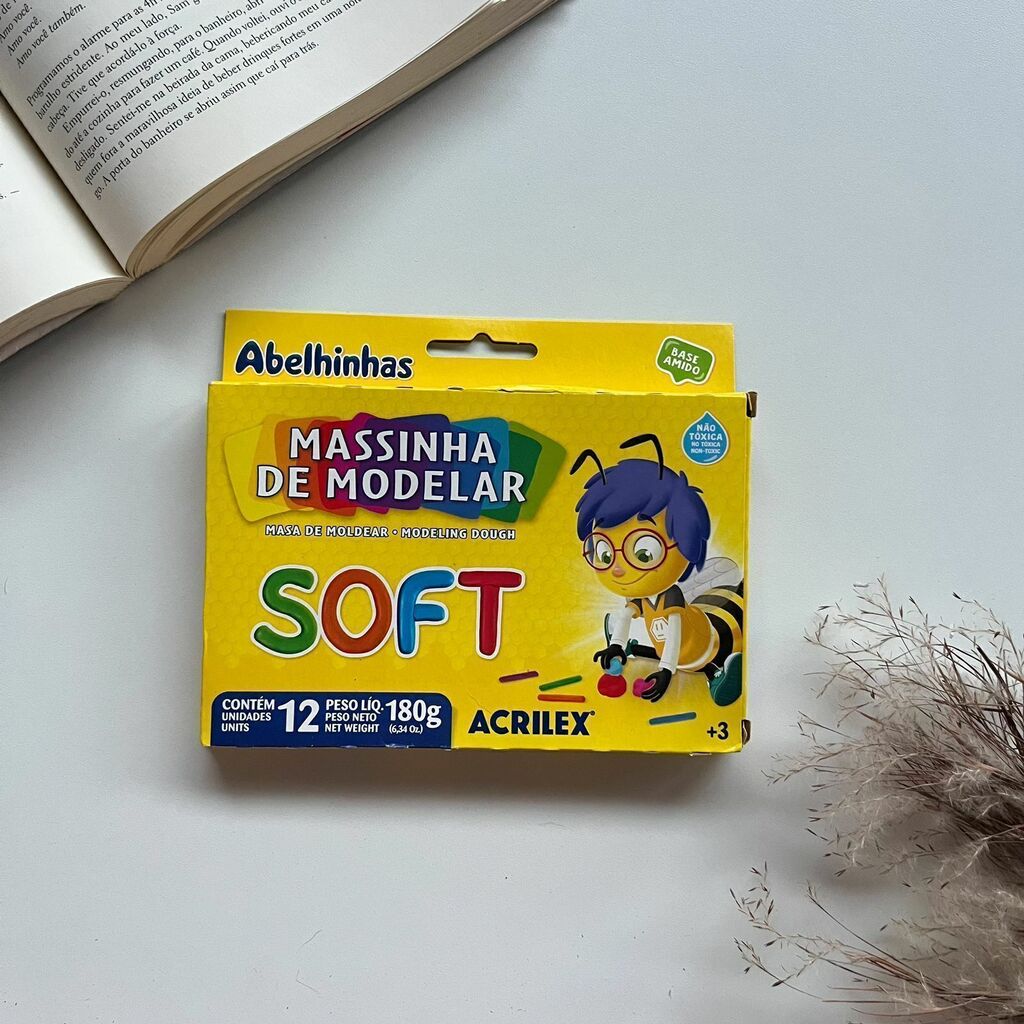 Amo você.
Amo você também.
Programamos o alarme para as 4h
barulho estridente. Ao meu lado, Sam
cabeça. Tive que acordá-lo à força.
Empurrei-o, resmungando, para o banheiro, abri
do até a cozinha para fazer um café. Quando voltei, ouvi o
desligado. Sentei-me na beirada da cama, bebericando meu ca
quem fora a maravilhosa ideia de beber drinques fortes em uma noi
go. A porta do banheiro se abriu assim que caí para trás.
Abelhinhas
BASE
AMIDO
MASSINHA
DE MODELAR
MASA DE MOLDEAR • MODELING DOUGH
NÃO
TÓXICA
NO TÓXICA
NON-TOXIC
SOFT
CONTÉM
UNIDADES
UNITS
12
PESO LÍQ.
PESO NETO
NET WEIGHT
180g
(6,34 Oz.)
ACRILEX®
+3